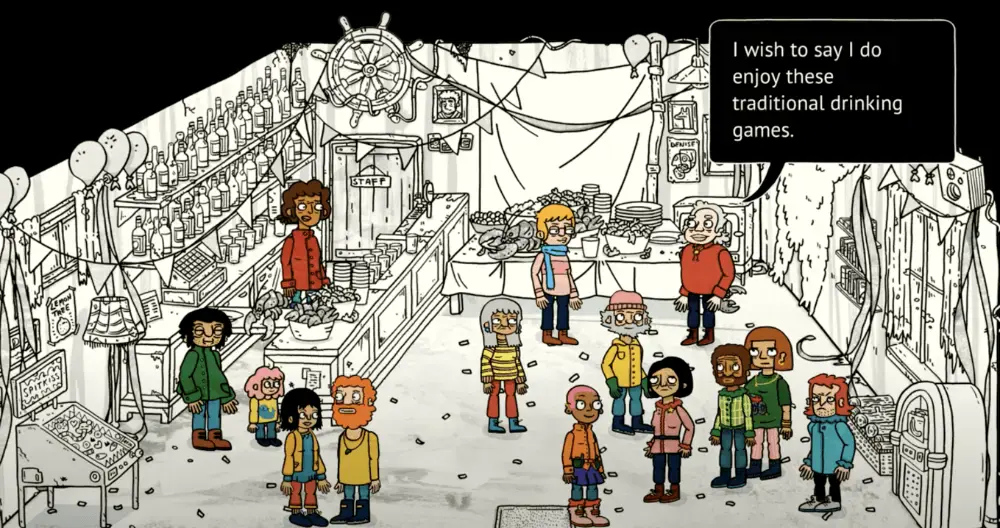 I wish to say I do
enjoy these
traditional drinking
games.
STAFF
DENISE
LEMON
TREE